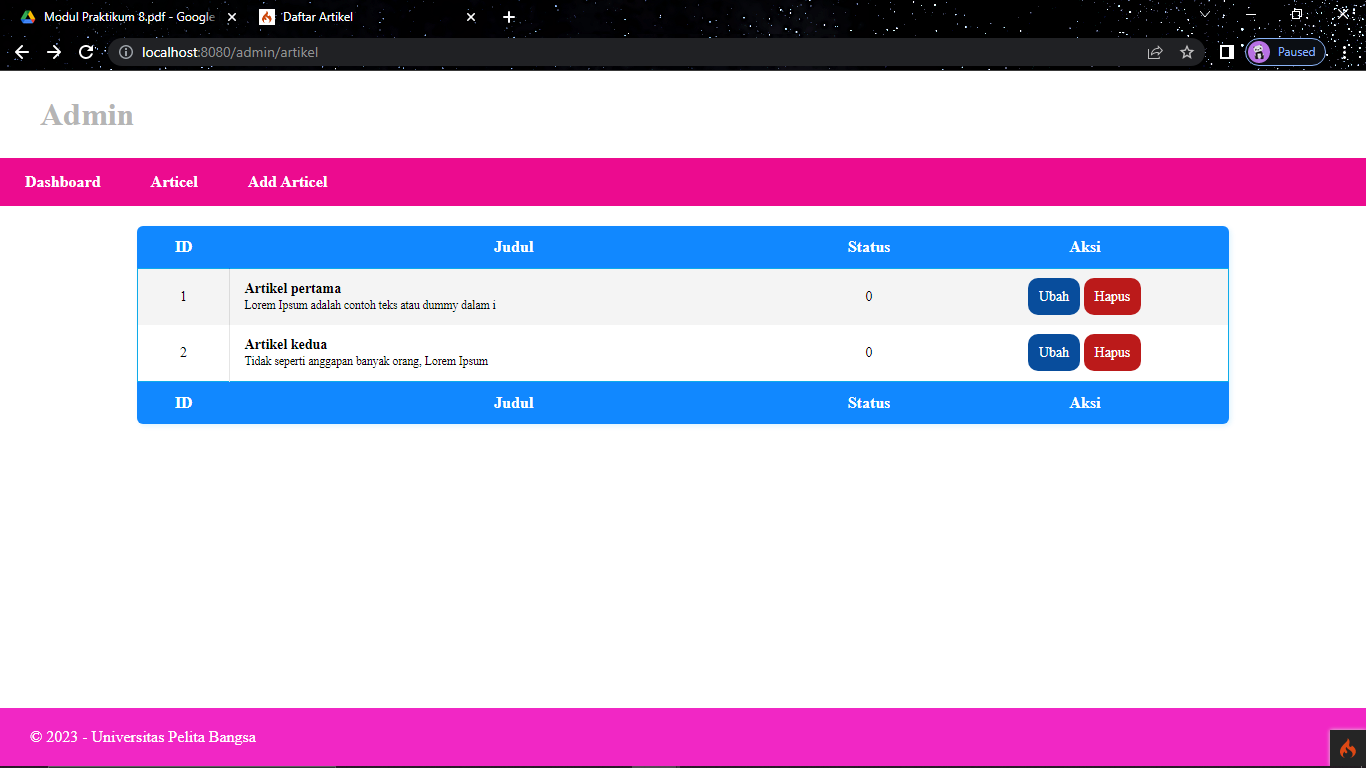 Modul Praktikum 8.pdf - Google
Daftar Artikel
localhost:8080/admin/artikel
Paused
Admin
Dashboard Articel Add Articel
ID Judul Status Aksi
1 Artikel pertama 0 Ubah Hapus
Lorem Ipsum adalah contoh teks atau dummy dalam i
2 Artikel kedua 0 Ubah Hapus
Tidak seperti anggapan banyak orang, Lorem Ipsum
ID Judul Status Aksi
© 2023 - Universitas Pelita Bangsa